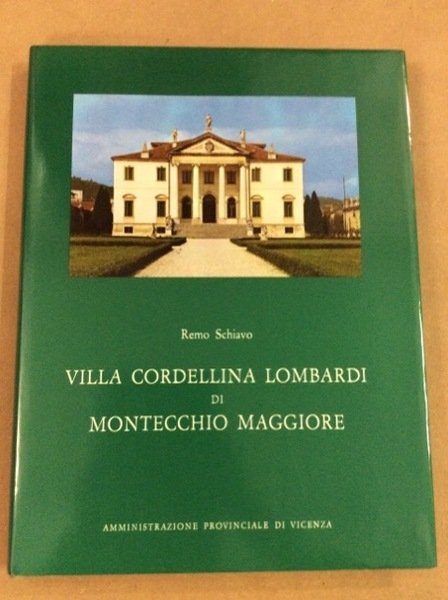 Remo Schiavo
VILLA CORDELLINA LOMBARDI
DI
MONTECCHIO MAGGIORE
AMMINISTRAZIONE PROVINCIALE DI VICENZA